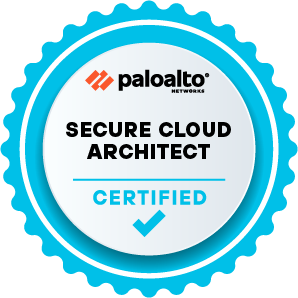 paloalto®
NETWORKS
SECURE CLOUD
ARCHITECT
CERTIFIED